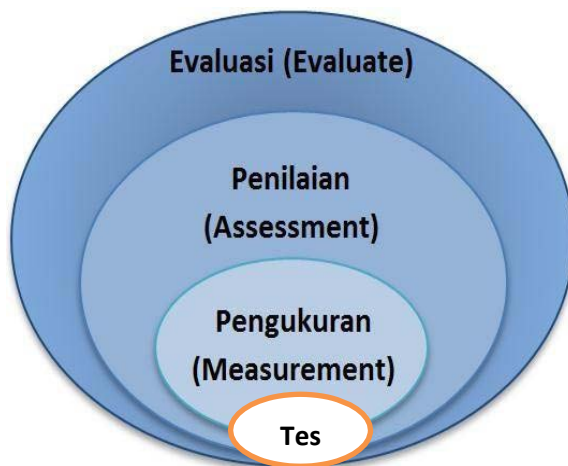 Evaluasi (Evaluate)
Penilaian
(Assessment)
Pengukuran
(Measurement)
Tes